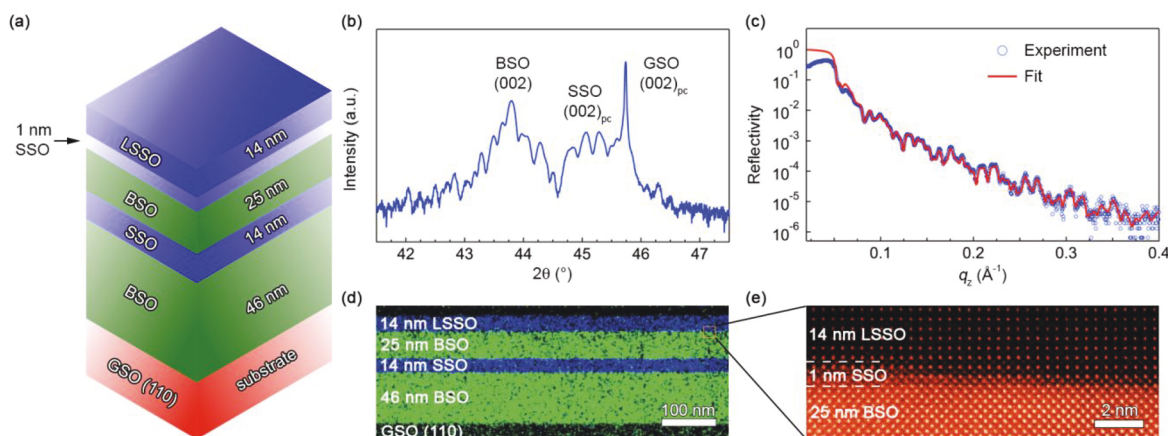 (a)
1 nm
SSO
LSSO
14 nm
BSO
25 nm
SSO
14 nm
BSO
46 nm
GSO (110)
substrate
(b)
Intensity (a.u.)
BSO
(002)
SSO
(002)pc
GSO
(002)pc
42 43 44 45 46 47
2θ (°)
(c)
Reflectivity
10^0
10^-1
10^-2
10^-3
10^-4
10^-5
10^-6
Experiment
Fit
0.1 0.2 0.3 0.4
qz (Å^-1)
(d)
14 nm LSSO
25 nm BSO
14 nm SSO
46 nm BSO
GSO (110)
100 nm
(e)
14 nm LSSO
1 nm SSO
25 nm BSO
2 nm